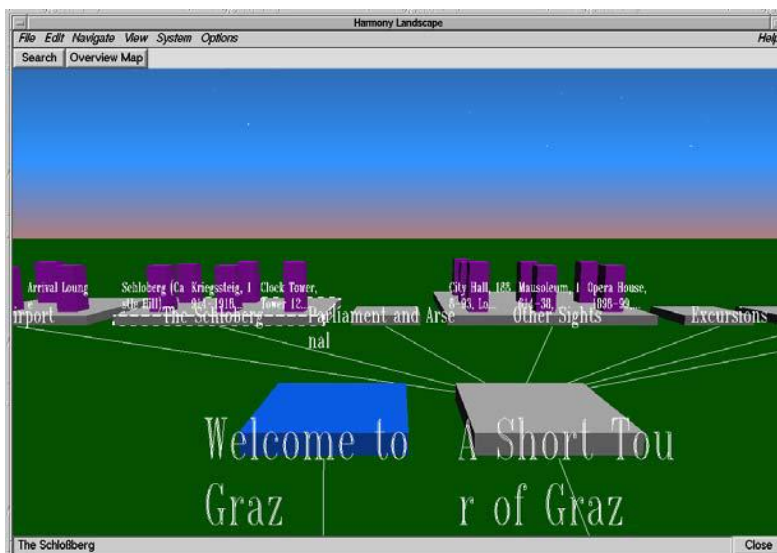 Harmony Landscape
File Edit Navigate View System Options Help
Search Overview Map
Arrival Loung
e
Schloberg (Ca
stle Hill)
Kriegssteig, 1
914-1918,
Clock Tower,
Tower 12...
City Hall, 188
8-93, Lo...
Mausoleum, 1
614-38,
Opera House,
1898-99...
irport
The Schloberg
Parliament and Arse
nal
Other Sights
Excursions
Welcome to
Graz
A Short Tou
r of Graz
The Schloßberg
Close